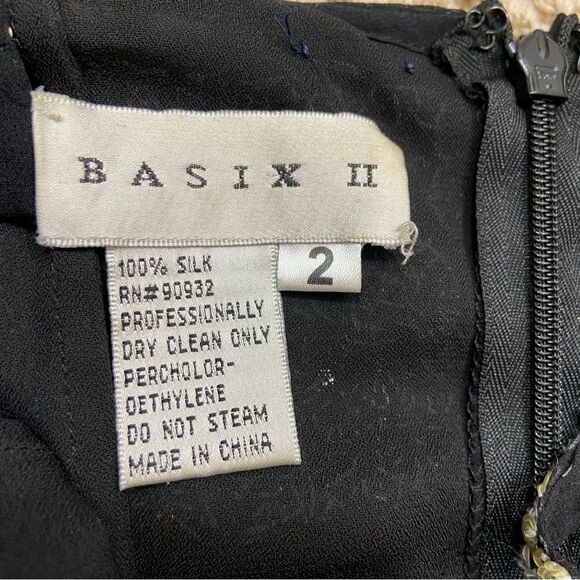 BASIX II
2
100% SILK
RN# 90932
PROFESSIONALLY
DRY CLEAN ONLY
PERCHOLOR-
OETHYLENE
DO NOT STEAM
MADE IN CHINA